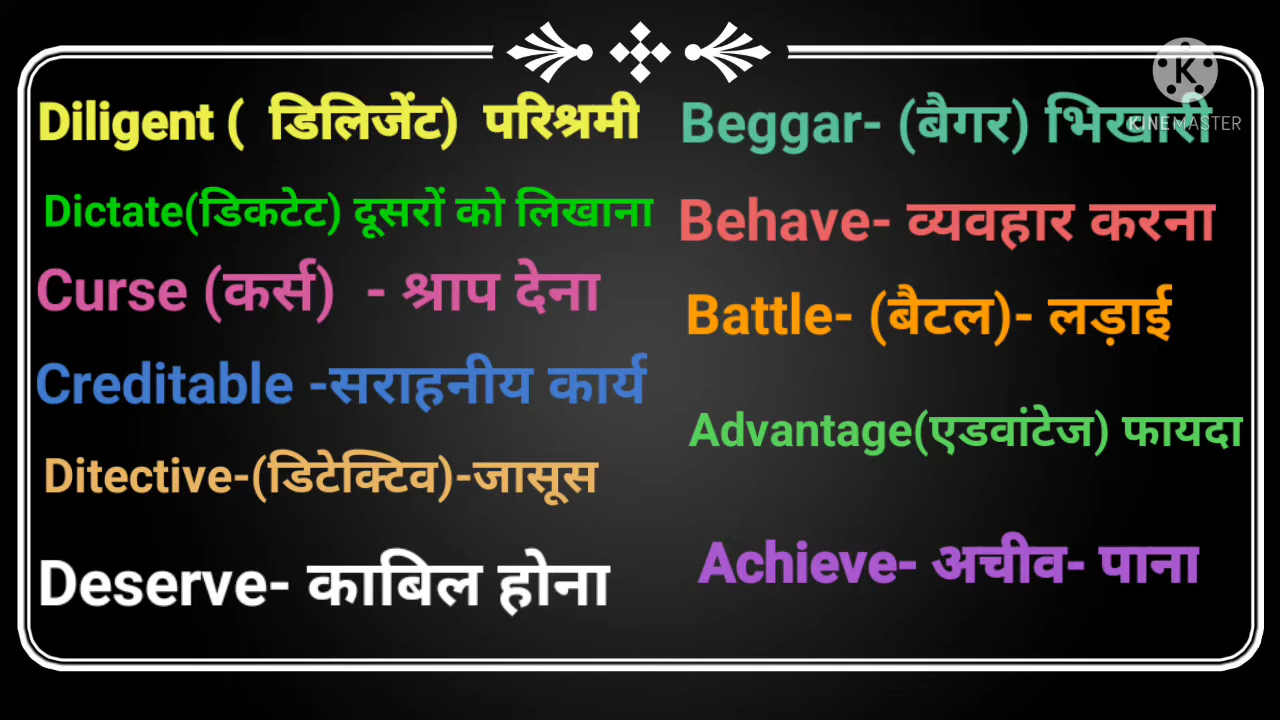 Diligent ( डिलिजेंट) परिश्रमी
Dictate(डिकटेट) दूसरों को लिखाना
Curse (कर्स) - श्राप देना
Creditable -सराहनीय कार्य
Ditective-(डिटेक्टिव)-जासूस
Deserve- काबिल होना
K
KINEMASTER
Beggar- (बैगर) भिखारी
Behave- व्यवहार करना
Battle- (बैटल)- लड़ाई
Advantage(एडवांटेज) फायदा
Achieve- अचीव- पाना